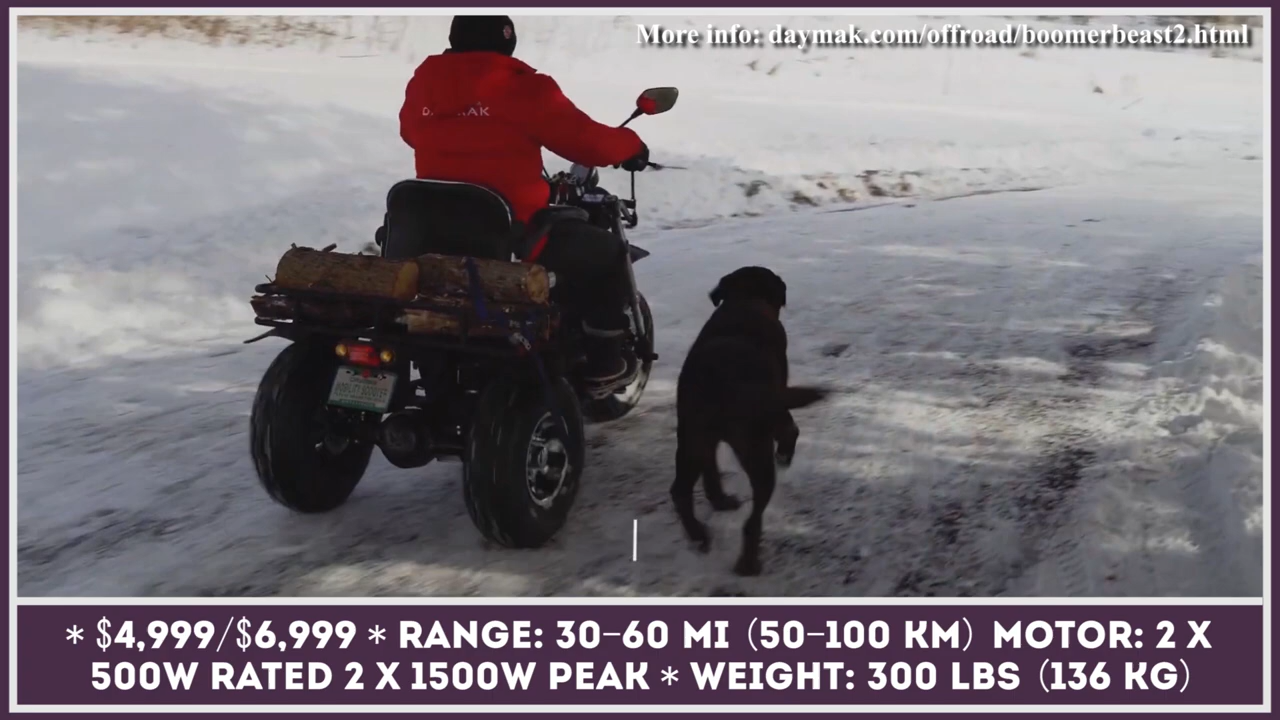 More info: daymak.com/offroad/boomerbeast2.html
* $4,999/$6,999 * RANGE: 30-60 MI (50-100 KM) MOTOR: 2 X
500W RATED 2 X 1500W PEAK * WEIGHT: 300 LBS (136 KG)